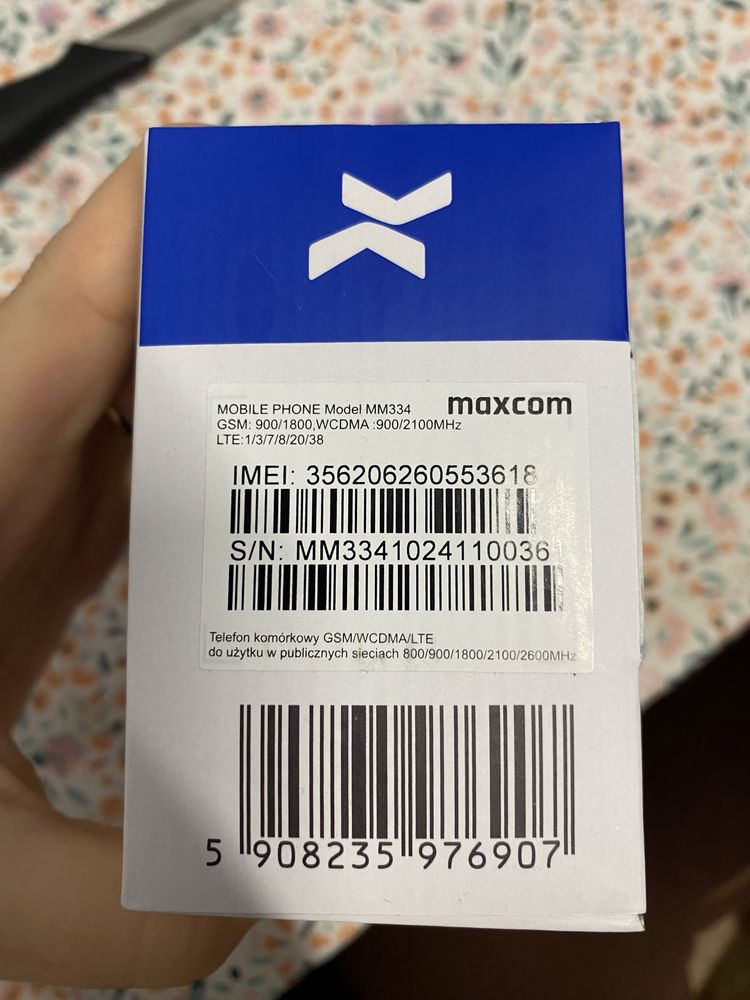 MOBILE PHONE Model MM334 maxcom
GSM: 900/1800,WCDMA :900/2100MHz
LTE:1/3/7/8/20/38
IMEI: 356206260553618
S/N: MM3341024110036
Telefon komórkowy GSM/WCDMA/LTE
do użytku w publicznych sieciach 800/900/1800/2100/2600MHz
5 908235 976907